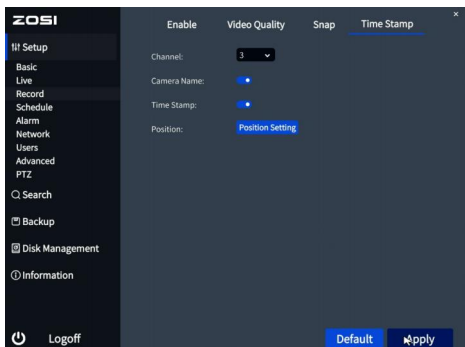 ZOSI
Enable Video Quality Snap Time Stamp
Setup
Basic
Live
Record
Schedule
Alarm
Network
Users
Advanced
PTZ
Search
Backup
Disk Management
Information
Logoff
Channel: 3
Camera Name:
Time Stamp:
Position: Position Setting
Default Apply